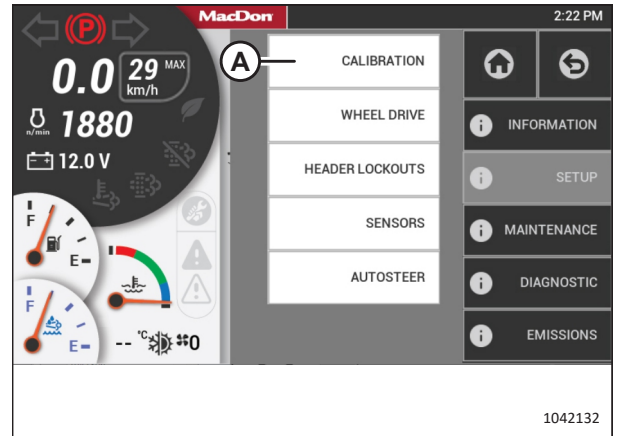 MacDon
2:22 PM
P
0.0
29 MAX
km/h
n/min
1880
12.0 V
F
E
F
E
-- °C
0
A
CALIBRATION
WHEEL DRIVE
HEADER LOCKOUTS
SENSORS
AUTOSTEER
i INFORMATION
i SETUP
i MAINTENANCE
i DIAGNOSTIC
i EMISSIONS
1042132